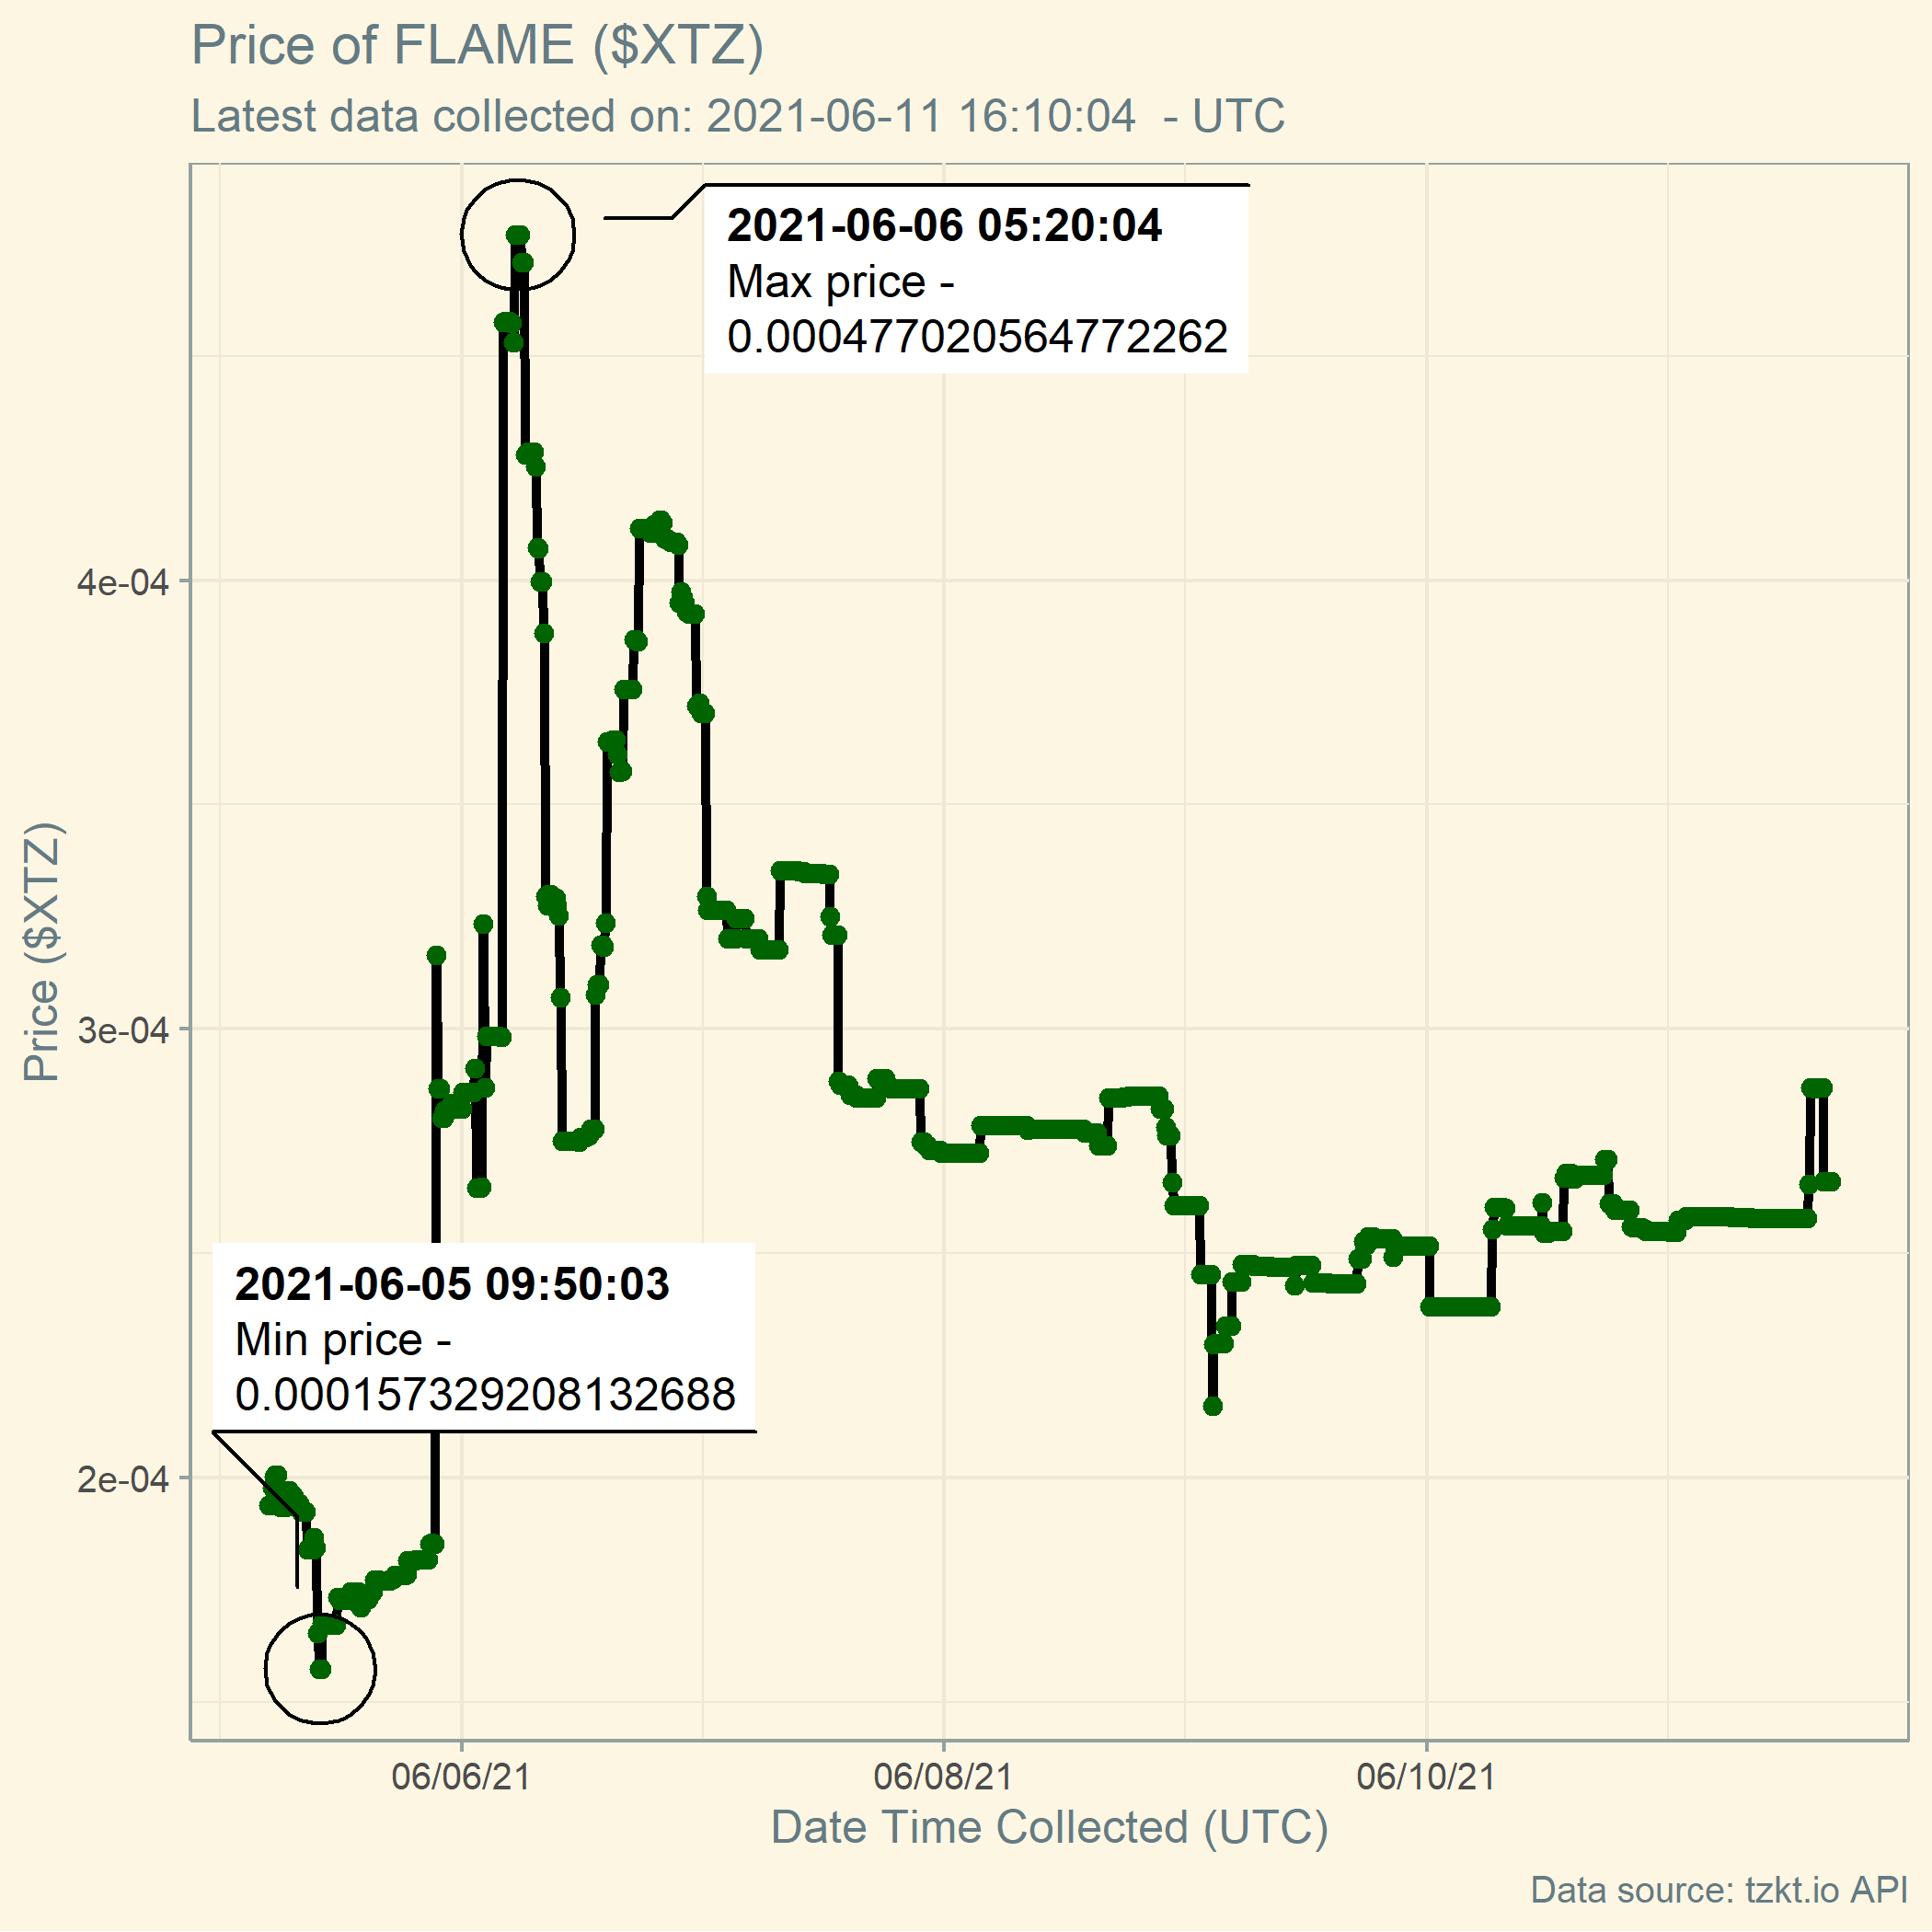 Price of FLAME ($XTZ)
Latest data collected on: 2021-06-11 16:10:04  - UTC
2021-06-06 05:20:04
Max price -
0.000477020564772262
4e-04
3e-04
2e-04
Price ($XTZ)
2021-06-05 09:50:03
Min price -
0.000157329208132688
06/06/21
06/08/21
06/10/21
Date Time Collected (UTC)
Data source: tzkt.io API